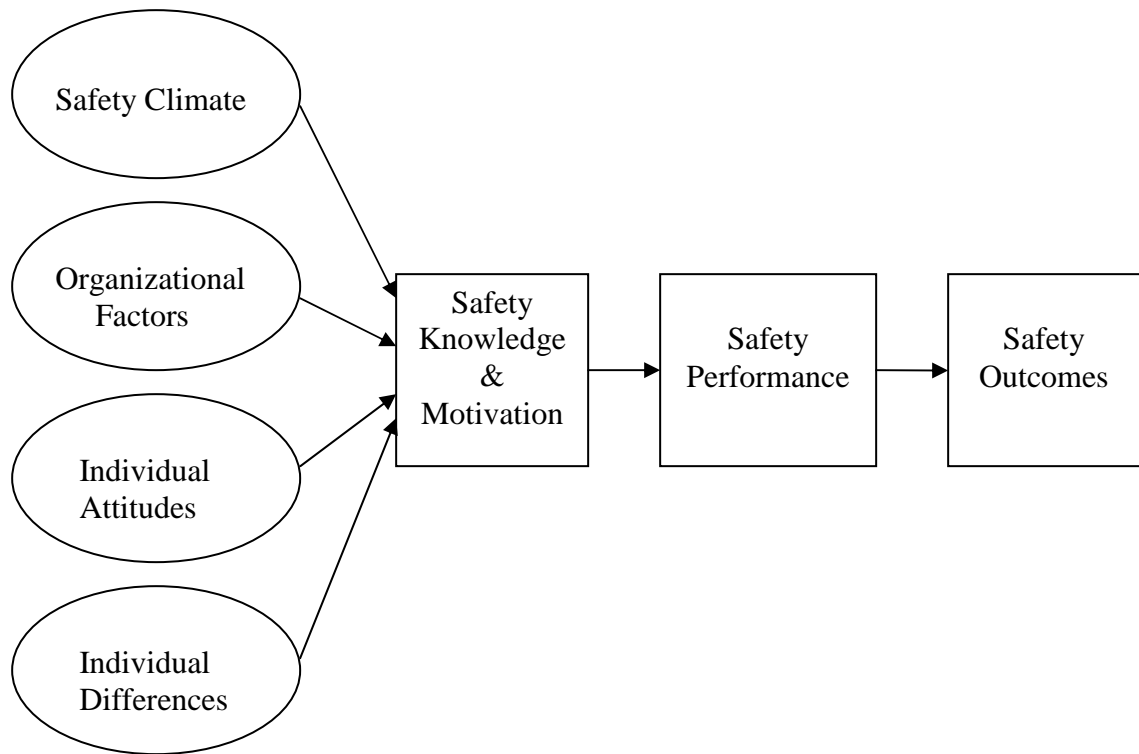 Safety Climate
Organizational
Factors
Individual
Attitudes
Individual
Differences
Safety
Knowledge
&
Motivation
Safety
Performance
Safety
Outcomes